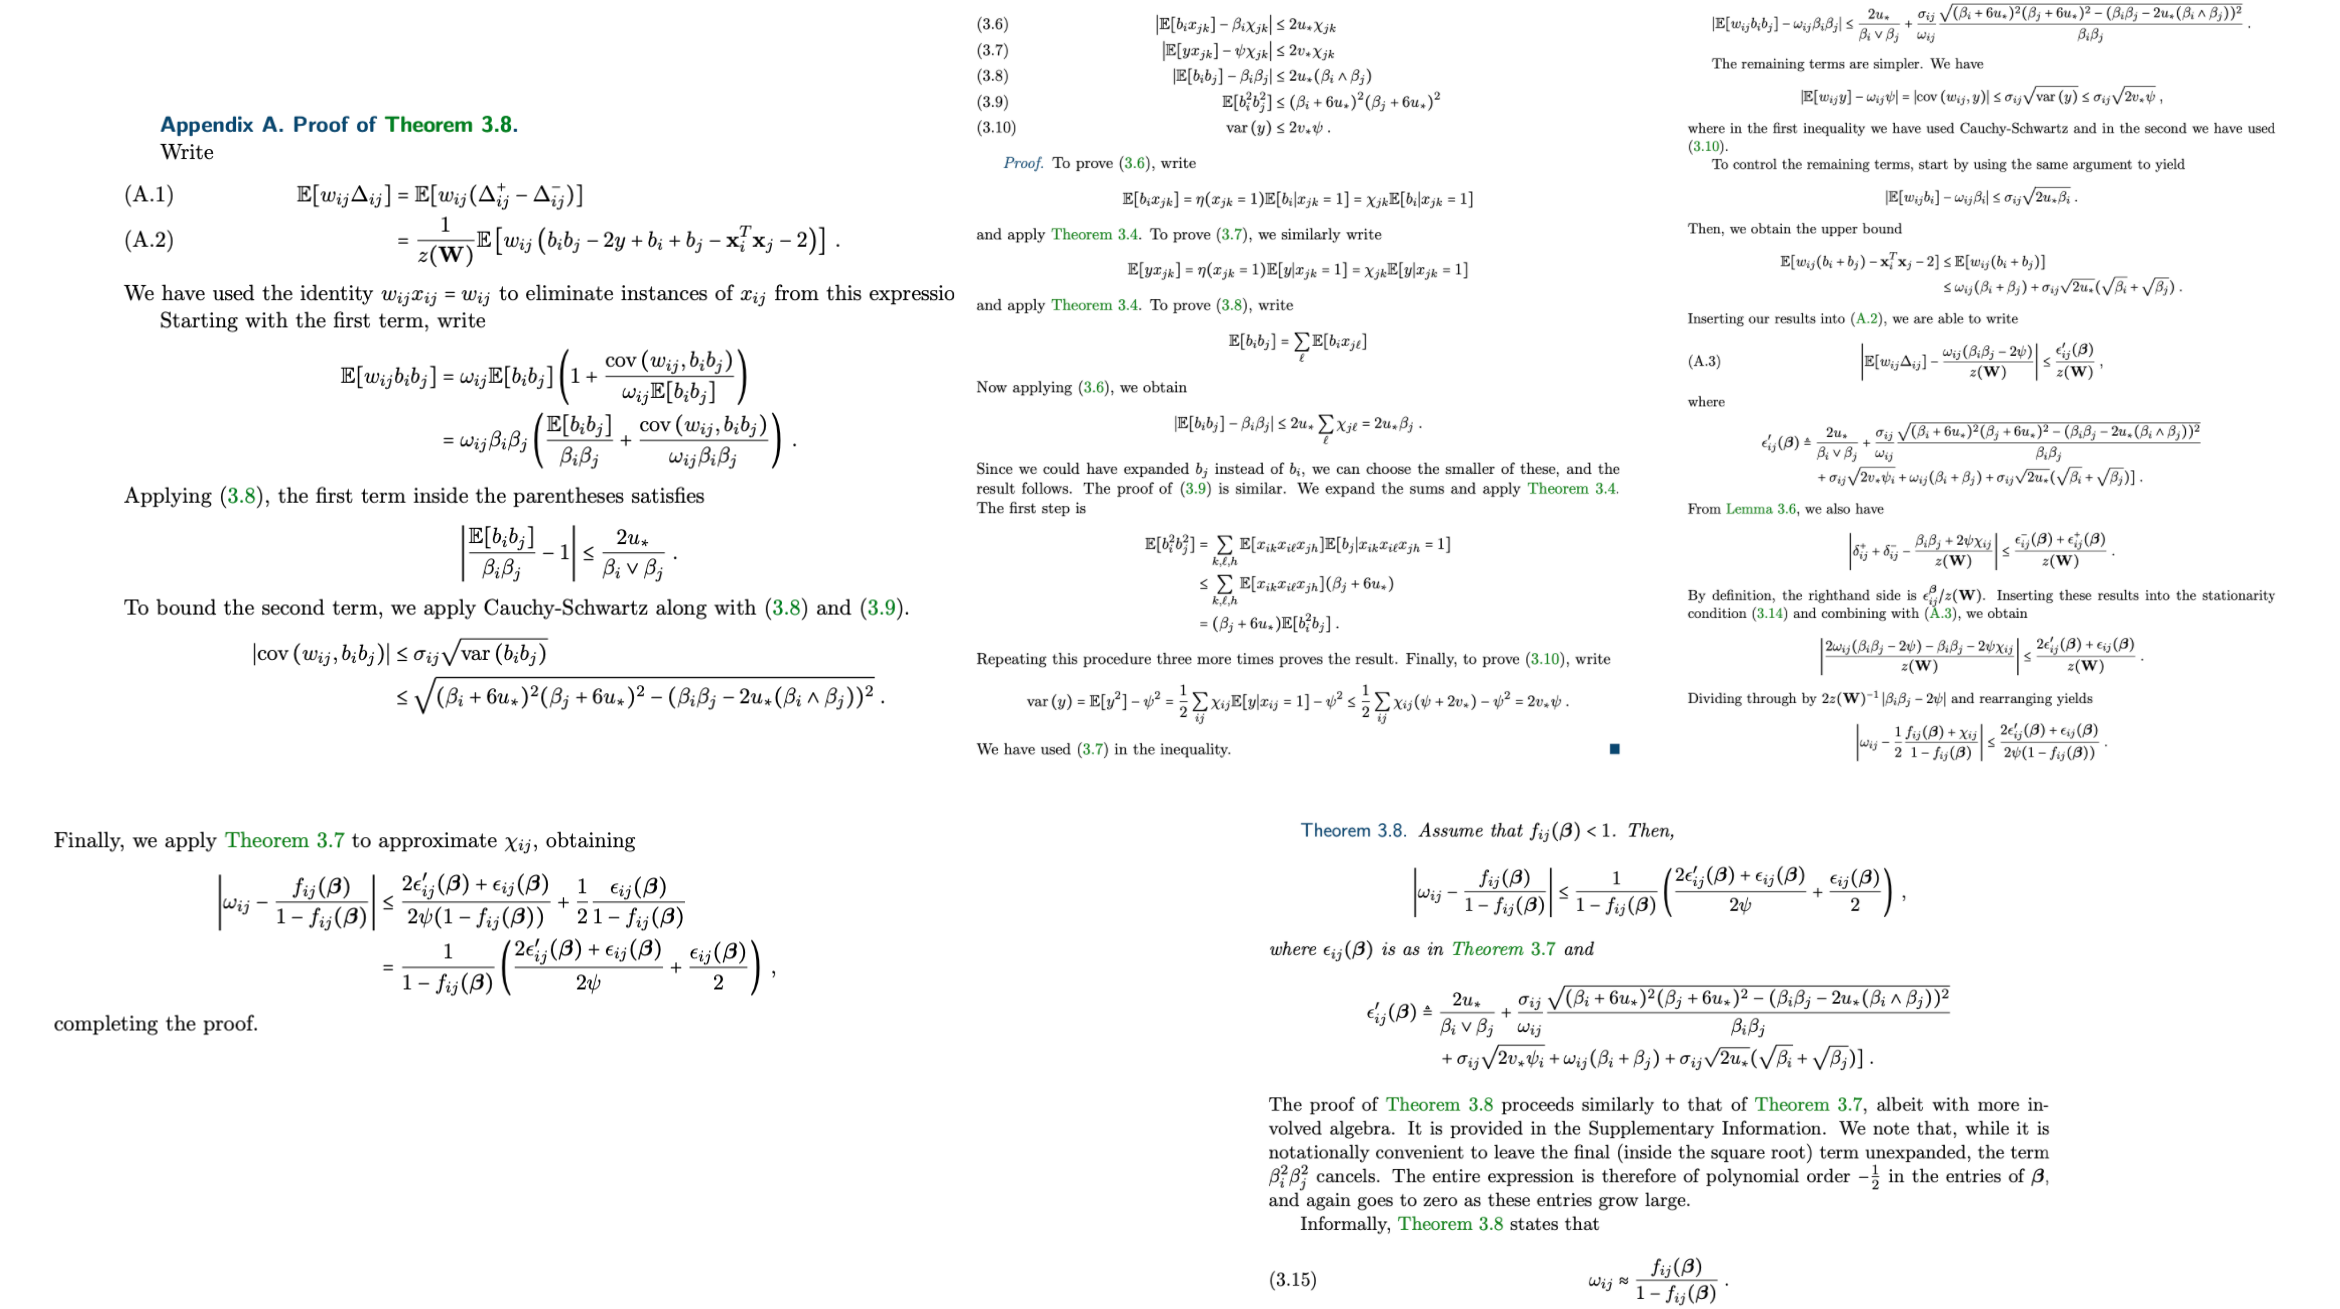 Appendix A. Proof of Theorem 3.8.
Write
(A.1) 𝔼[w_{ij}Δ_{ij}] = 𝔼[w_{ij}(Δ_{ij}^+ − Δ_{ij}^-)]
(A.2) = \frac{1}{z(𝐖)} 𝔼[w_{ij}(b_i b_j − 2y + b_i + b_j − 𝐱_i^T 𝐱_j − 2)] .
We have used the identity w_{ij}x_{ij} = w_{ij} to eliminate instances of x_{ij} from this expressio
Starting with the first term, write
𝔼[w_{ij}b_i b_j] = ω_{ij}𝔼[b_i b_j] (1 + \frac{cov (w_{ij}, b_i b_j)}{ω_{ij}𝔼[b_i b_j]})
= ω_{ij}β_iβ_j (\frac{𝔼[b_i b_j]}{β_iβ_j} + \frac{cov (w_{ij}, b_i b_j)}{ω_{ij}β_iβ_j}) .
Applying (3.8), the first term inside the parentheses satisfies
|\frac{𝔼[b_i b_j]}{β_iβ_j} − 1| ≤ \frac{2u_*}{β_i ∨ β_j} .
To bound the second term, we apply Cauchy-Schwartz along with (3.8) and (3.9).
|cov (w_{ij}, b_i b_j)| ≤ σ_{ij}\sqrt{var (b_i b_j)}
≤ \sqrt{(β_i + 6u_*)^2(β_j + 6u_*)^2 − (β_iβ_j − 2u_*(β_i ∧ β_j))^2} .
(3.6) |𝔼[b_i x_{jk}] − β_iχ_{jk}| ≤ 2u_*χ_{jk}
(3.7) |𝔼[yx_{jk}] − ψχ_{jk}| ≤ 2v_*χ_{jk}
(3.8) |𝔼[b_i b_j] − β_iβ_j| ≤ 2u_*(β_i ∧ β_j)
(3.9) 𝔼[b_i^2 b_j^2] ≤ (β_i + 6u_*)^2(β_j + 6u_*)^2
(3.10) var (y) ≤ 2v_*ψ .
Proof. To prove (3.6), write
𝔼[b_i x_{jk}] = η(x_{jk} = 1)𝔼[b_i|x_{jk} = 1] = χ_{jk}𝔼[b_i|x_{jk} = 1]
and apply Theorem 3.4. To prove (3.7), we similarly write
𝔼[yx_{jk}] = η(x_{jk} = 1)𝔼[y|x_{jk} = 1] = χ_{jk}𝔼[y|x_{jk} = 1]
and apply Theorem 3.4. To prove (3.8), write
𝔼[b_i b_j] = ∑_ℓ 𝔼[b_i x_{jℓ}]
Now applying (3.6), we obtain
|𝔼[b_i b_j] − β_iβ_j| ≤ 2u_* ∑_ℓ χ_{jℓ} = 2u_*β_j .
Since we could have expanded b_j instead of b_i, we can choose the smaller of these, and the
result follows. The proof of (3.9) is similar. We expand the sums and apply Theorem 3.4.
The first step is
𝔼[b_i^2 b_j^2] = ∑_{k,ℓ,h} 𝔼[x_{ik}x_{iℓ}x_{jh}]𝔼[b_j|x_{ik}x_{iℓ}x_{jh} = 1]
≤ ∑_{k,ℓ,h} 𝔼[x_{ik}x_{iℓ}x_{jh}](β_j + 6u_*)
= (β_j + 6u_*)𝔼[b_i^2 b_j] .
Repeating this procedure three more times proves the result. Finally, to prove (3.10), write
var (y) = 𝔼[y^2] − ψ^2 = \frac{1}{2} ∑_{ij} χ_{ij}𝔼[y|x_{ij} = 1] − ψ^2 ≤ \frac{1}{2} ∑_{ij} χ_{ij}(ψ + 2v_*) − ψ^2 = 2v_*ψ .
We have used (3.7) in the inequality. ■
|𝔼[w_{ij}b_i b_j] − ω_{ij}β_iβ_j| ≤ \frac{2u_*}{β_i ∨ β_j} + \frac{σ_{ij}}{ω_{ij}} \frac{\sqrt{(β_i + 6u_*)^2(β_j + 6u_*)^2 − (β_iβ_j − 2u_*(β_i ∧ β_j))^2}}{β_iβ_j} .
The remaining terms are simpler. We have
|𝔼[w_{ij}y] − ω_{ij}ψ| = |cov (w_{ij}, y)| ≤ σ_{ij}\sqrt{var (y)} ≤ σ_{ij}\sqrt{2v_*ψ} ,
where in the first inequality we have used Cauchy-Schwartz and in the second we have used
(3.10).
To control the remaining terms, start by using the same argument to yield
|𝔼[w_{ij}b_i] − ω_{ij}β_i| ≤ σ_{ij}\sqrt{2u_*β_i} .
Then, we obtain the upper bound
𝔼[w_{ij}(b_i + b_j) − 𝐱_i^T 𝐱_j − 2] ≤ 𝔼[w_{ij}(b_i + b_j)]
≤ ω_{ij}(β_i + β_j) + σ_{ij}\sqrt{2u_*}(\sqrt{β_i} + \sqrt{β_j}) .
Inserting our results into (A.2), we are able to write
(A.3) |𝔼[w_{ij}Δ_{ij}] − \frac{ω_{ij}(β_iβ_j − 2ψ)}{z(𝐖)}| ≤ \frac{ϵ'_{ij}(𝜷)}{z(𝐖)} ,
where
ϵ'_{ij}(𝜷) ≜ \frac{2u_*}{β_i ∨ β_j} + \frac{σ_{ij}}{ω_{ij}} \frac{\sqrt{(β_i + 6u_*)^2(β_j + 6u_*)^2 − (β_iβ_j − 2u_*(β_i ∧ β_j))^2}}{β_iβ_j}
+ σ_{ij}\sqrt{2v_*ψ_i} + ω_{ij}(β_i + β_j) + σ_{ij}\sqrt{2u_*}(\sqrt{β_i} + \sqrt{β_j})] .
From Lemma 3.6, we also have
|δ_{ij}^+ + δ_{ij}^- − \frac{β_iβ_j + 2ψχ_{ij}}{z(𝐖)}| ≤ \frac{ϵ_{ij}^-(𝜷) + ϵ_{ij}^+(𝜷)}{z(𝐖)} .
By definition, the righthand side is ϵ_{ij}^β/z(𝐖). Inserting these results into the stationarity
condition (3.14) and combining with (A.3), we obtain
|\frac{2ω_{ij}(β_iβ_j − 2ψ) − β_iβ_j − 2ψχ_{ij}}{z(𝐖)}| ≤ \frac{2ϵ'_{ij}(𝜷) + ϵ_{ij}(𝜷)}{z(𝐖)} .
Dividing through by 2z(𝐖)^{-1}|β_iβ_j − 2ψ| and rearranging yields
|ω_{ij} − \frac{1}{2} \frac{f_{ij}(𝜷) + χ_{ij}}{1 − f_{ij}(𝜷)}| ≤ \frac{2ϵ'_{ij}(𝜷) + ϵ_{ij}(𝜷)}{2ψ(1 − f_{ij}(𝜷))} .
Finally, we apply Theorem 3.7 to approximate χ_{ij}, obtaining
|ω_{ij} − \frac{f_{ij}(𝜷)}{1 − f_{ij}(𝜷)}| ≤ \frac{2ϵ'_{ij}(𝜷) + ϵ_{ij}(𝜷)}{2ψ(1 − f_{ij}(𝜷))} + \frac{1}{2} \frac{ϵ_{ij}(𝜷)}{1 − f_{ij}(𝜷)}
= \frac{1}{1 − f_{ij}(𝜷)} (\frac{2ϵ'_{ij}(𝜷) + ϵ_{ij}(𝜷)}{2ψ} + \frac{ϵ_{ij}(𝜷)}{2}) ,
completing the proof.
Theorem 3.8. Assume that f_{ij}(𝜷) < 1. Then,
|ω_{ij} − \frac{f_{ij}(𝜷)}{1 − f_{ij}(𝜷)}| ≤ \frac{1}{1 − f_{ij}(𝜷)} (\frac{2ϵ'_{ij}(𝜷) + ϵ_{ij}(𝜷)}{2ψ} + \frac{ϵ_{ij}(𝜷)}{2}) ,
where ϵ_{ij}(𝜷) is as in Theorem 3.7 and
ϵ'_{ij}(𝜷) ≜ \frac{2u_*}{β_i ∨ β_j} + \frac{σ_{ij}}{ω_{ij}} \frac{\sqrt{(β_i + 6u_*)^2(β_j + 6u_*)^2 − (β_iβ_j − 2u_*(β_i ∧ β_j))^2}}{β_iβ_j}
+ σ_{ij}\sqrt{2v_*ψ_i} + ω_{ij}(β_i + β_j) + σ_{ij}\sqrt{2u_*}(\sqrt{β_i} + \sqrt{β_j})] .
The proof of Theorem 3.8 proceeds similarly to that of Theorem 3.7, albeit with more in-
volved algebra. It is provided in the Supplementary Information. We note that, while it is
notationally convenient to leave the final (inside the square root) term unexpanded, the term
β_i^2β_j^2 cancels. The entire expression is therefore of polynomial order −\frac{1}{2} in the entries of 𝜷,
and again goes to zero as these entries grow large.
Informally, Theorem 3.8 states that
(3.15) ω_{ij} ≈ \frac{f_{ij}(𝜷)}{1 − f_{ij}(𝜷)} .